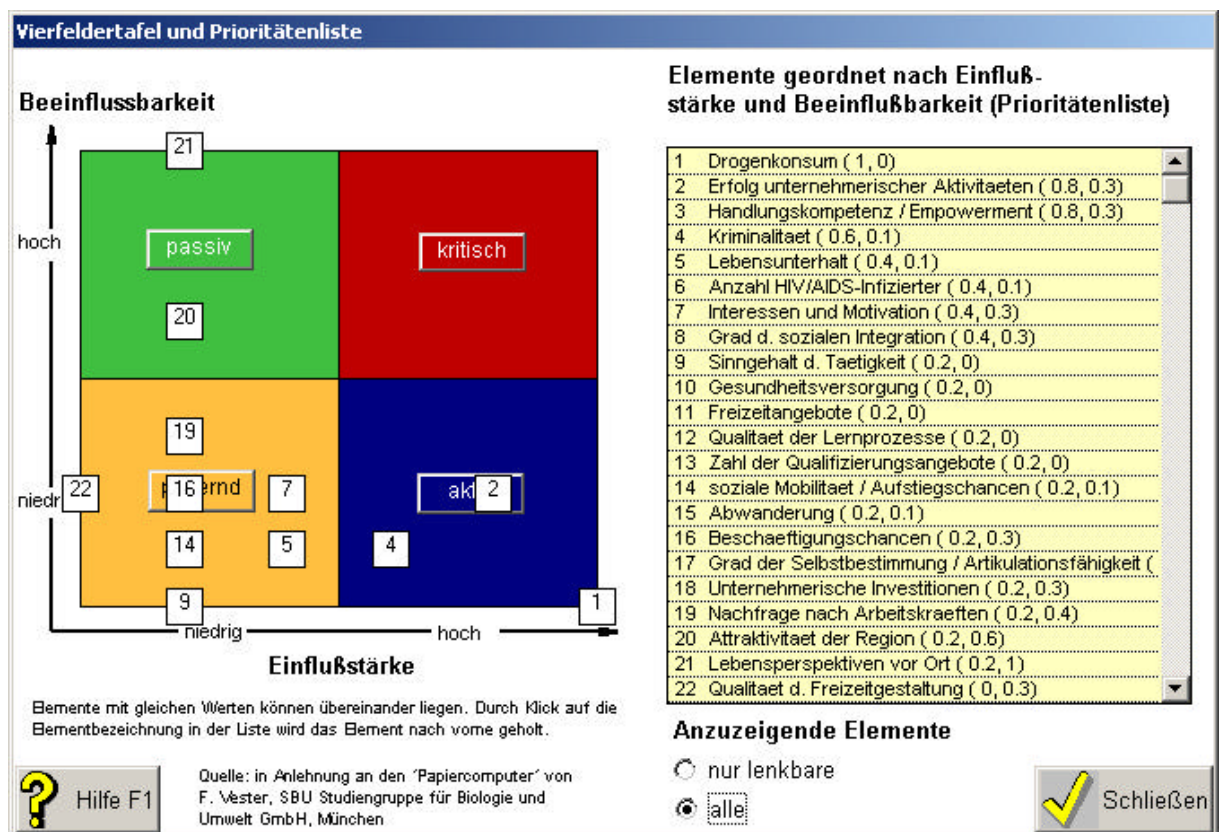 Vierfeldertafel und Prioritätenliste
Beeinflussbarkeit
hoch
21
passiv
kritisch
20
19
niedr
22
16
7
2
14
5
4
9
1
niedrig
hoch
Einflußstärke
Elemente mit gleichen Werten können übereinander liegen. Durch Klick auf die
Elementbezeichnung in der Liste wird das Element nach vorne geholt.
Hilfe F1
Quelle: in Anlehnung an den 'Papiercomputer' von
F. Vester, SBU Studiengruppe für Biologie und
Umwelt GmbH, München
Elemente geordnet nach Einfluß-
stärke und Beeinflußbarkeit (Prioritätenliste)
1 Drogenkonsum ( 1, 0)
2 Erfolg unternehmerischer Aktivitaeten ( 0.8, 0.3)
3 Handlungskompetenz / Empowerment ( 0.8, 0.3)
4 Kriminalitaet ( 0.6, 0.1)
5 Lebensunterhalt ( 0.4, 0.1)
6 Anzahl HIV/AIDS-Infizierter ( 0.4, 0.1)
7 Interessen und Motivation ( 0.4, 0.3)
8 Grad d. sozialen Integration ( 0.4, 0.3)
9 Sinngehalt d. Taetigkeit ( 0.2, 0)
10 Gesundheitsversorgung ( 0.2, 0)
11 Freizeitangebote ( 0.2, 0)
12 Qualitaet der Lernprozesse ( 0.2, 0)
13 Zahl der Qualifizierungsangebote ( 0.2, 0)
14 soziale Mobilitaet / Aufstiegschancen ( 0.2, 0.1)
15 Abwanderung ( 0.2, 0.1)
16 Beschaeftigungschancen ( 0.2, 0.3)
17 Grad der Selbstbestimmung / Artikulationsfähigkeit (
18 Unternehmerische Investitionen ( 0.2, 0.3)
19 Nachfrage nach Arbeitskraeften ( 0.2, 0.4)
20 Attraktivitaet der Region ( 0.2, 0.6)
21 Lebensperspektiven vor Ort ( 0.2, 1)
22 Qualitaet d. Freizeitgestaltung ( 0, 0.3)
Anzuzeigende Elemente
nur lenkbare
alle
Schließen